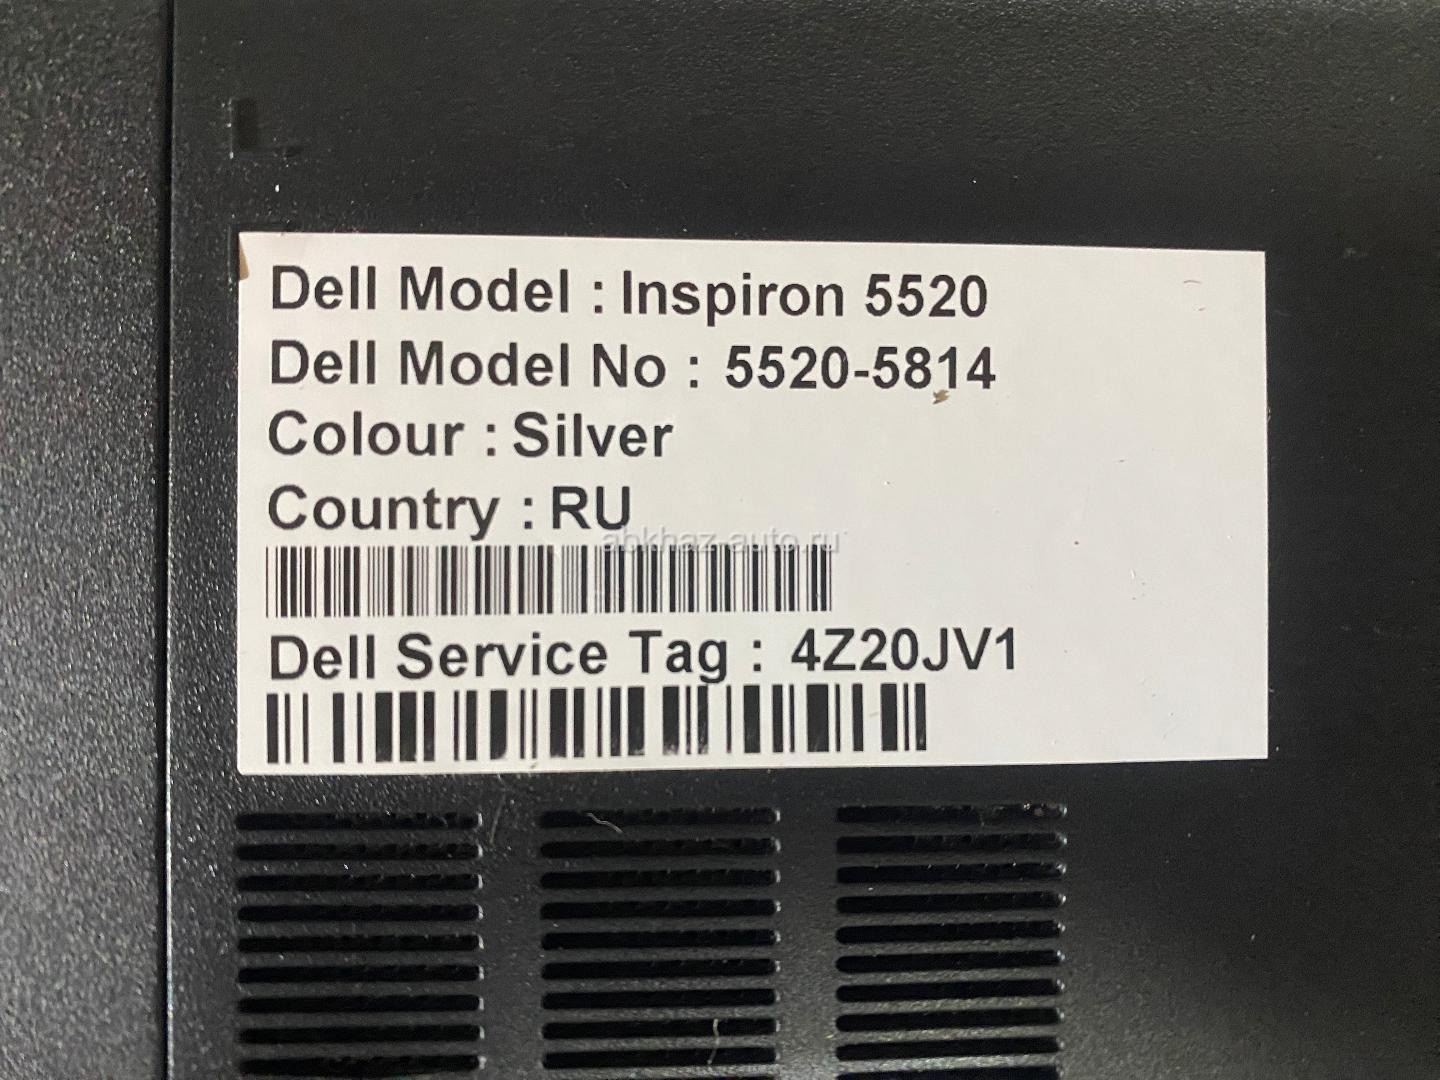 Dell Model : Inspiron 5520
Dell Model No : 5520-5814
Colour : Silver
Country : RU
abkhaz-auto.ru
Dell Service Tag : 4Z20JV1